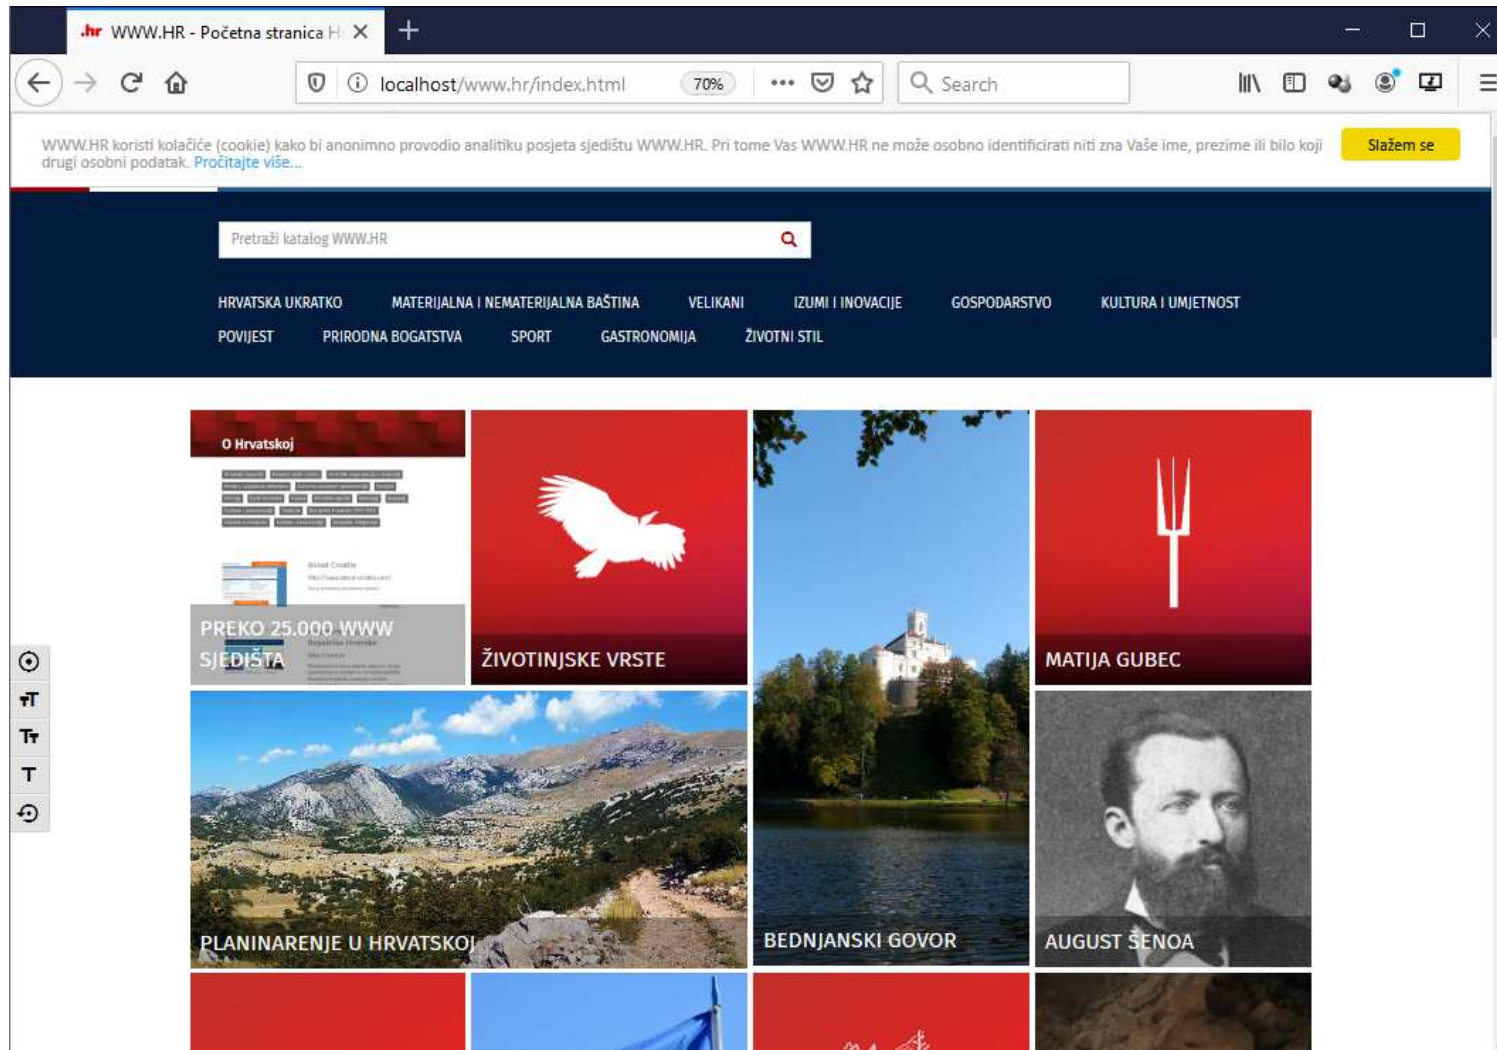 .hr WWW.HR - Početna stranica H
localhost/www.hr/index.html
70%
Search
WWW.HR koristi kolačiće (cookie) kako bi anonimno provodio analitiku posjeta sjedištu WWW.HR. Pri tome Vas WWW.HR ne može osobno identificirati niti zna Vaše ime, prezime ili bilo koji
drugi osobni podatak. Pročitajte više...
Slažem se
Pretraži katalog WWW.HR
HRVATSKA UKRATKO MATERIJALNA I NEMATERIJALNA BAŠTINA VELIKANI IZUMI I INOVACIJE GOSPODARSTVO KULTURA I UMJETNOST
POVIJEST PRIRODNA BOGATSTVA SPORT GASTRONOMIJA ŽIVOTNI STIL
O Hrvatskoj
PREKO 25.000 WWW
SJEDIŠTA
ŽIVOTINJSKE VRSTE
MATIJA GUBEC
PLANINARENJE U HRVATSKOJ
BEDNJANSKI GOVOR
AUGUST ŠENOA